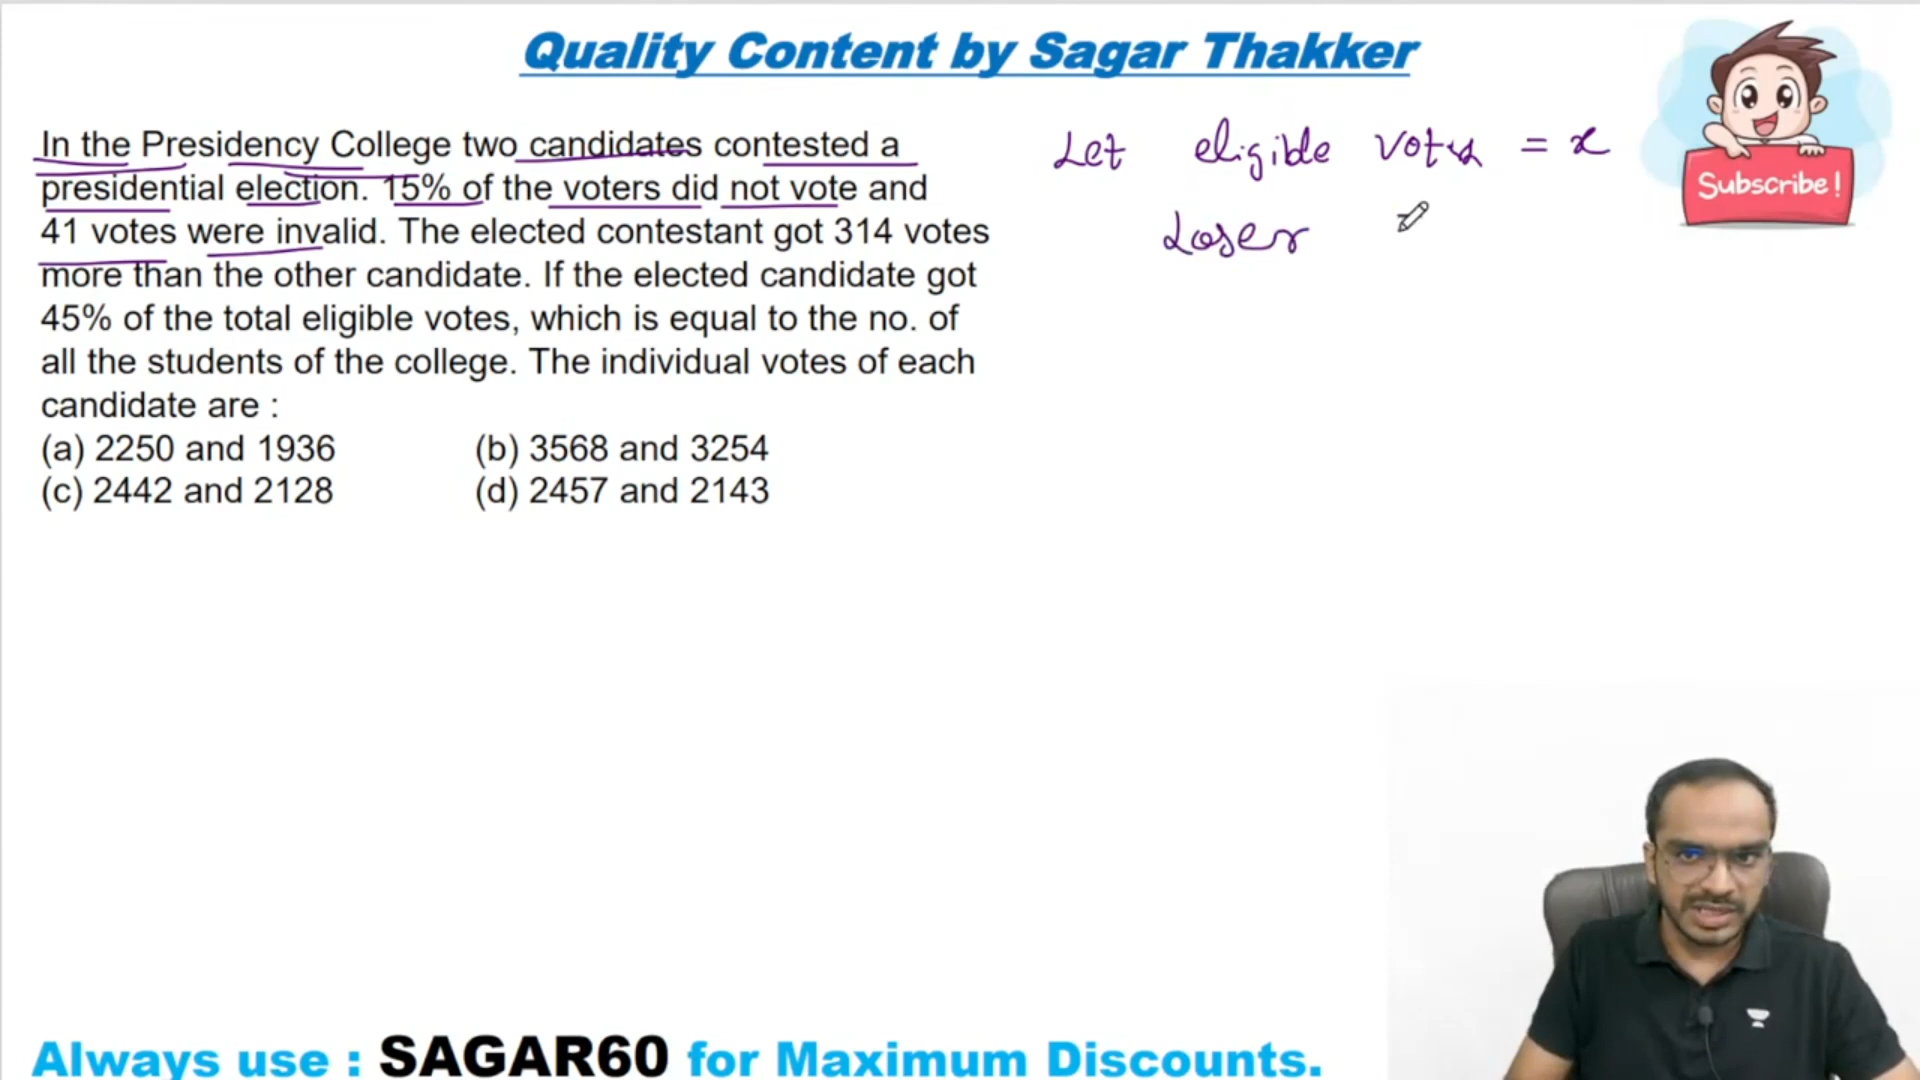 Quality Content by Sagar Thakker
In the Presidency College two candidates contested a
presidential election. 15% of the voters did not vote and
41 votes were invalid. The elected contestant got 314 votes
more than the other candidate. If the elected candidate got
45% of the total eligible votes, which is equal to the no. of
all the students of the college. The individual votes of each
candidate are :
(a) 2250 and 1936 (b) 3568 and 3254
(c) 2442 and 2128 (d) 2457 and 2143
Let eligible votes = x
Loser
Subscribe!
Always use : SAGAR60 for Maximum Discounts.